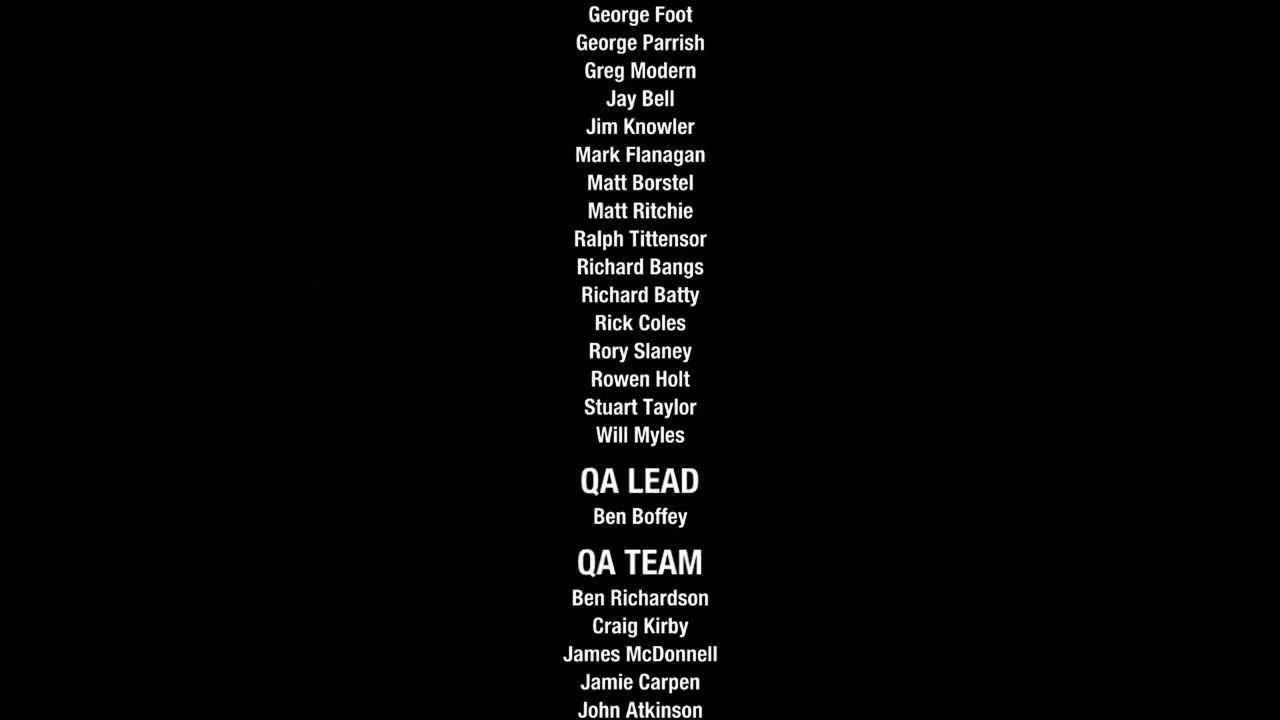 George Foot
George Parrish
Greg Modern
Jay Bell
Jim Knowler
Mark Flanagan
Matt Borstel
Matt Ritchie
Ralph Tittensor
Richard Bangs
Richard Batty
Rick Coles
Rory Slaney
Rowen Holt
Stuart Taylor
Will Myles
QA LEAD
Ben Boffey
QA TEAM
Ben Richardson
Craig Kirby
James McDonnell
Jamie Carpen
John Atkinson